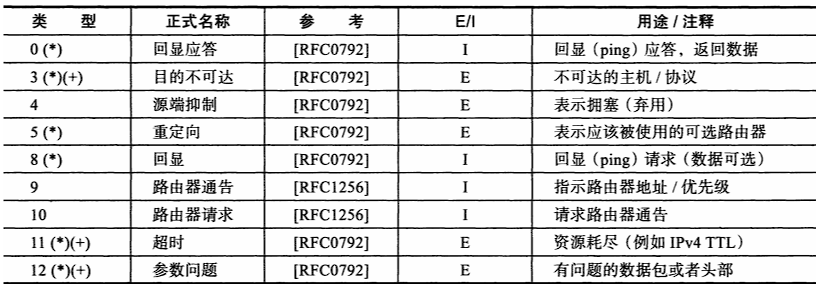 类 型 正式名称 参 考 E/I 用途 / 注释
0 (*) 回显应答 [RFC0792] I 回显（ping）应答，返回数据
3 (*)(+) 目的不可达 [RFC0792] E 不可达的主机 / 协议
4 源端抑制 [RFC0792] E 表示拥塞（弃用）
5 (*) 重定向 [RFC0792] E 表示应该被使用的可选路由器
8 (*) 回显 [RFC0792] I 回显（ping）请求（数据可选）
9 路由器通告 [RFC1256] I 指示路由器地址 / 优先级
10 路由器请求 [RFC1256] I 请求路由器通告
11 (*)(+) 超时 [RFC0792] E 资源耗尽（例如 IPv4 TTL）
12 (*)(+) 参数问题 [RFC0792] E 有问题的数据包或者头部